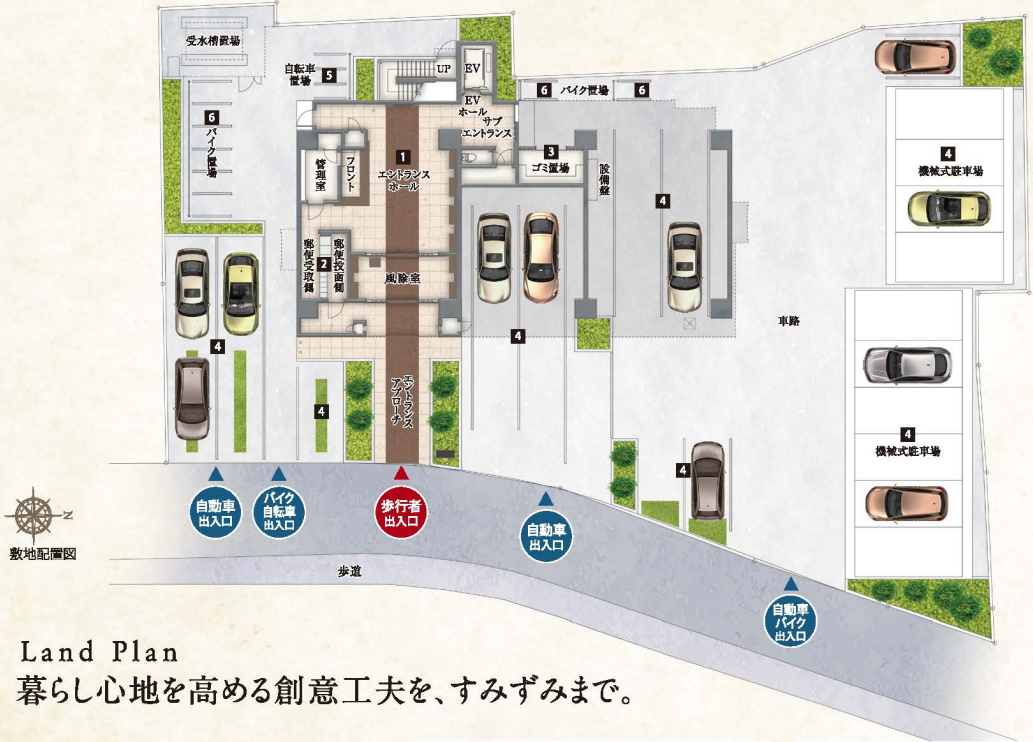 受水槽置場
自転車
置場
5
UP
EV
EV
ホール
サブ
エントランス
6
バイク置場
6
6
バイク置場
3
ゴミ置場
設備盤
1
エントランス
ホール
管理室
フロント
4
4
機械式駐車場
郵便受取側
2
郵便投函側
風除室
車路
4
4
4
エントランス
アプローチ
4
4
機械式駐車場
自動車
出入口
バイク
自転車
出入口
歩行者
出入口
自動車
出入口
自動車
バイク
出入口
N
敷地配置図
歩道
Land Plan
暮らし心地を高める創意工夫を、すみずみまで。